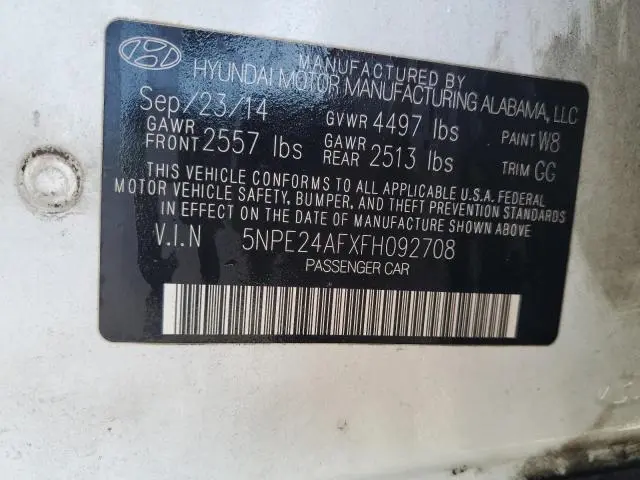 MANUFACTURED BY
HYUNDAI MOTOR MANUFACTURING ALABAMA, LLC
Sep/23/14 GVWR 4497 lbs PAINT W8
GAWR FRONT 2557 lbs GAWR REAR 2513 lbs TRIM GG
THIS VEHICLE CONFORMS TO ALL APPLICABLE U.S.A. FEDERAL
MOTOR VEHICLE SAFETY, BUMPER, AND THEFT PREVENTION STANDARDS
IN EFFECT ON THE DATE OF MANUFACTURE SHOWN ABOVE.
V.I.N 5NPE24AFXFH092708
PASSENGER CAR